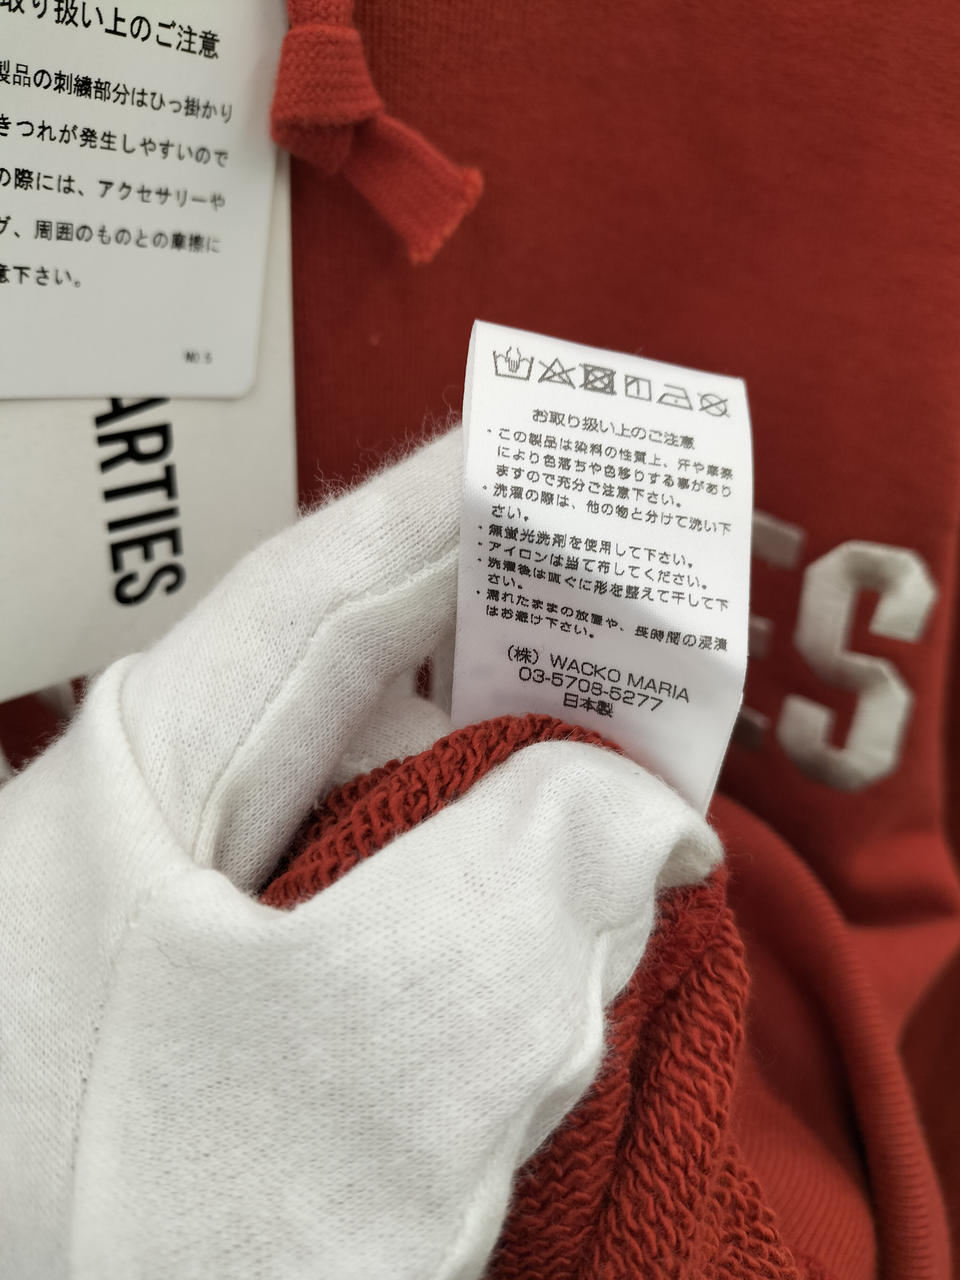 取り扱い上のご注意
製品の刺繍部分はひっ掛かり
きつれが発生しやすいので
の際には、アクセサリーや
グ、周囲のものとの摩擦に
意下さい。
NO 5
ARTIES
お取り扱い上のご注意
・この製品は染料の性質上、汗や摩擦
により色落ちや色移りする事があり
ますので充分ご注意下さい。
・洗濯の際は、他の物と分けて洗い下
さい。
・無蛍光洗剤を使用して下さい。
・アイロンは当て布してください。
・洗濯後は直ぐに形を整えて干して下
さい。
・濡れたままの放置や、長時間の浸漬
はお避け下さい。
(株) WACKO MARIA
03-5708-5277
日本製
ES